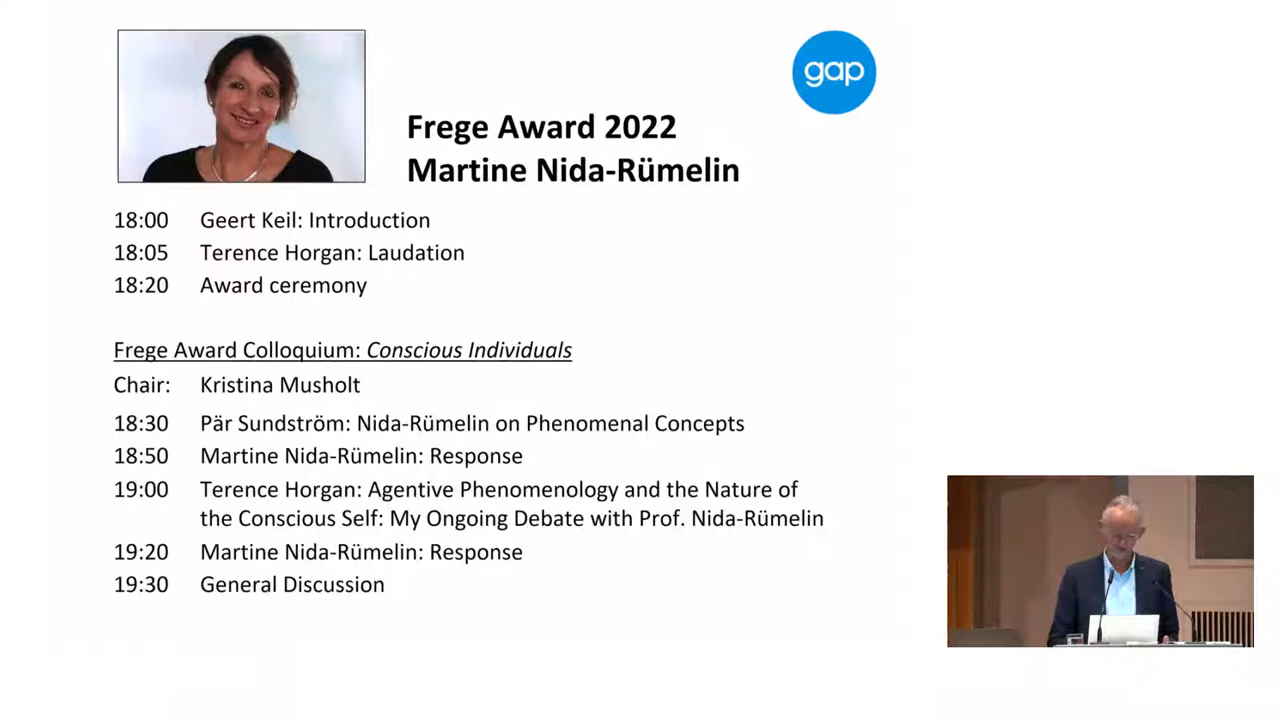 gap
Frege Award 2022
Martine Nida-Rümelin
18:00 Geert Keil: Introduction
18:05 Terence Horgan: Laudation
18:20 Award ceremony
Frege Award Colloquium: Conscious Individuals
Chair: Kristina Musholt
18:30 Pär Sundström: Nida-Rümelin on Phenomenal Concepts
18:50 Martine Nida-Rümelin: Response
19:00 Terence Horgan: Agentive Phenomenology and the Nature of
the Conscious Self: My Ongoing Debate with Prof. Nida-Rümelin
19:20 Martine Nida-Rümelin: Response
19:30 General Discussion